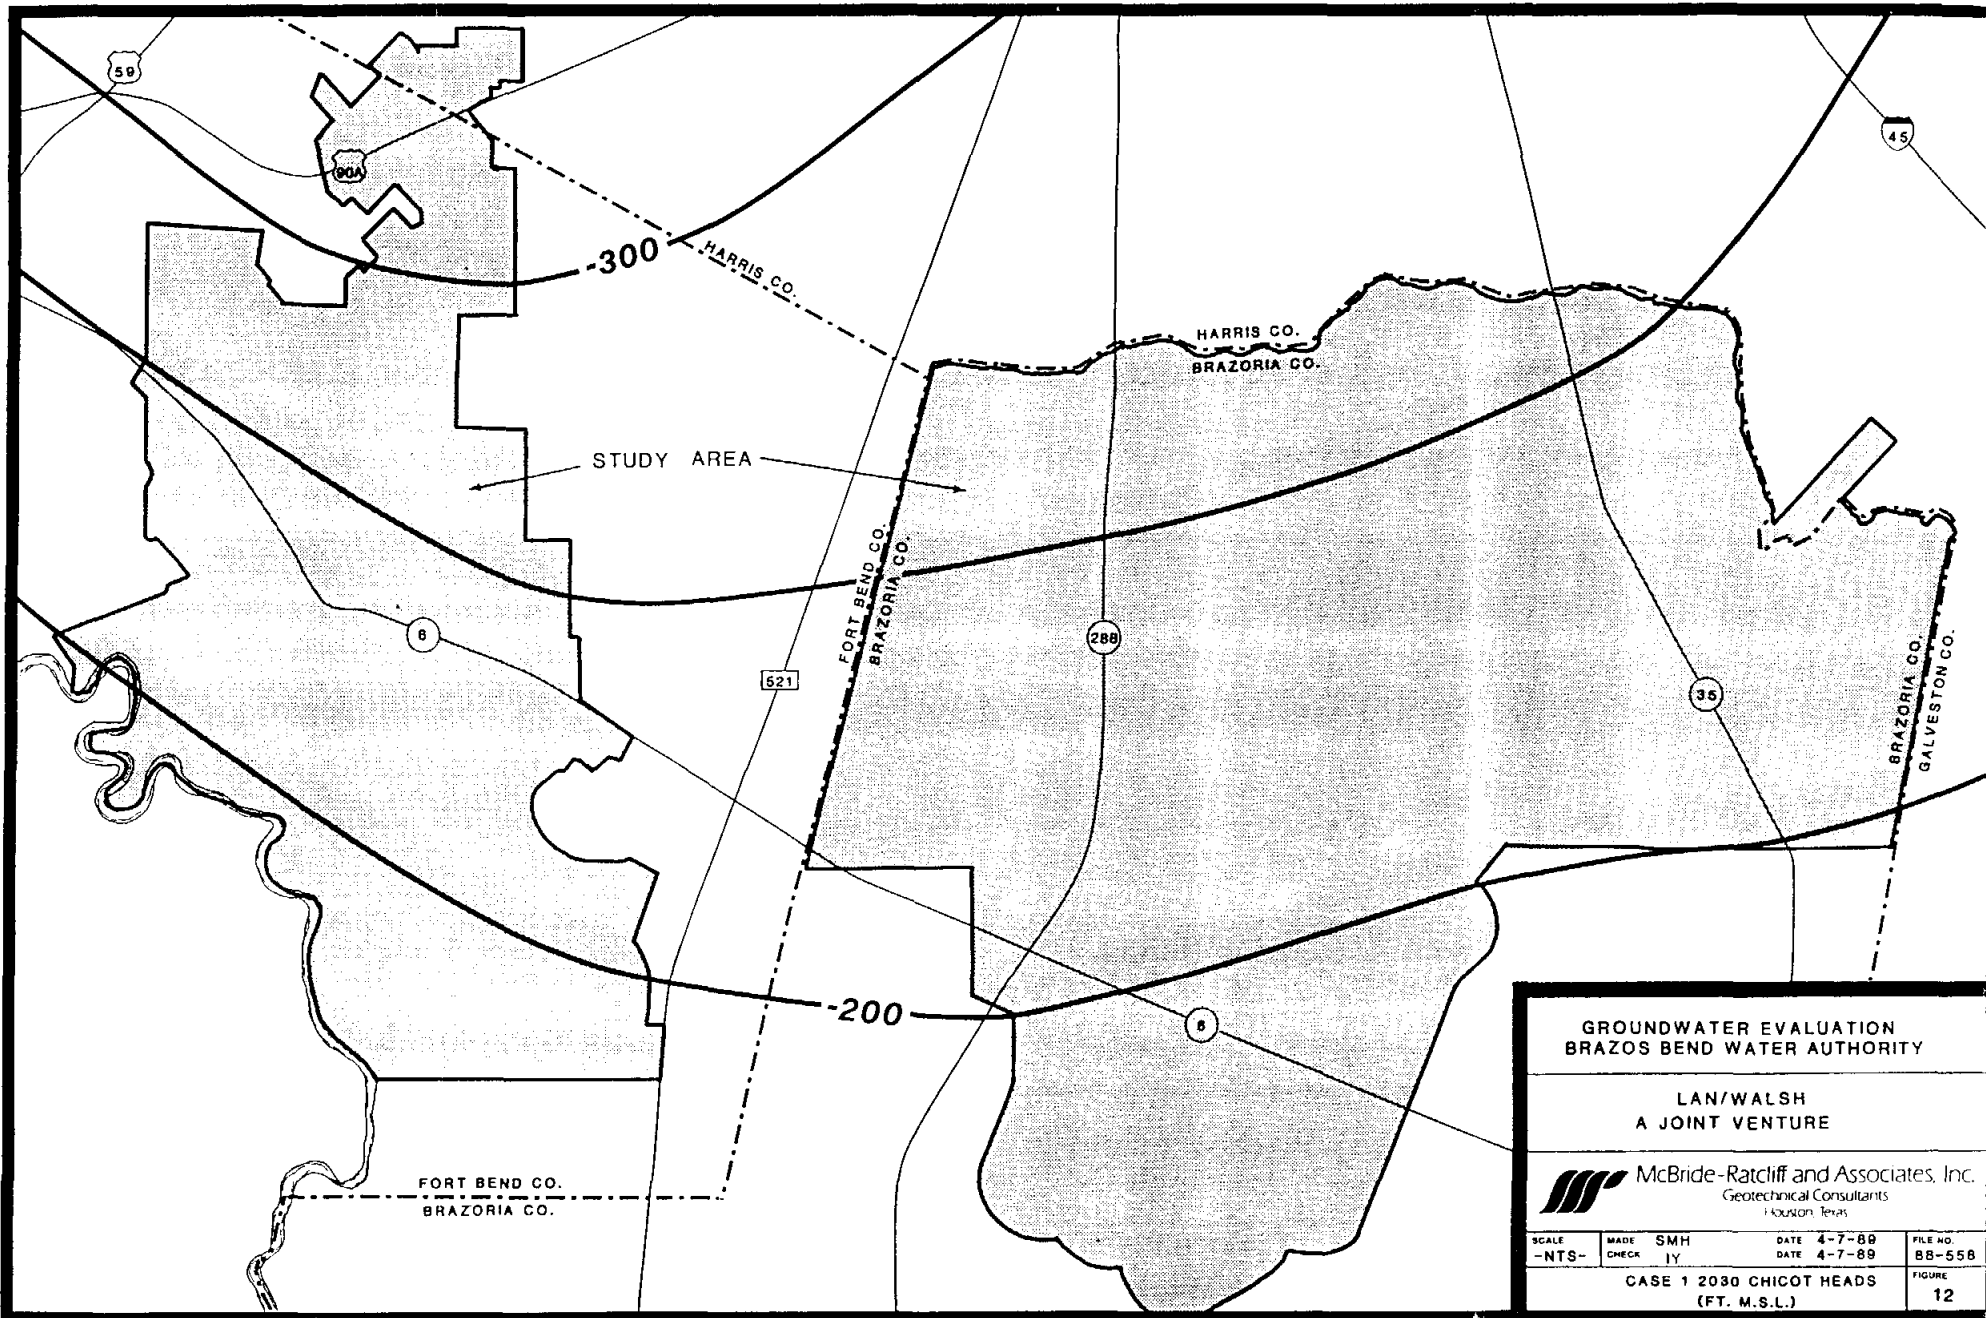 59
45
90A
-300
HARRIS CO.
HARRIS CO.
BRAZORIA CO.
STUDY AREA
FORT BEND CO.
BRAZORIA CO.
6
288
521
35
BRAZORIA CO.
GALVESTON CO.
-200
6
FORT BEND CO.
BRAZORIA CO.
GROUNDWATER EVALUATION
BRAZOS BEND WATER AUTHORITY
LAN/WALSH
A JOINT VENTURE
McBride-Ratcliff and Associates, Inc.
Geotechnical Consultants
Houston, Texas
SCALE
-NTS-
MADE SMH
CHECK IY
DATE 4-7-89
DATE 4-7-89
FILE NO.
88-558
CASE 1 2030 CHICOT HEADS
(FT. M.S.L.)
FIGURE
12